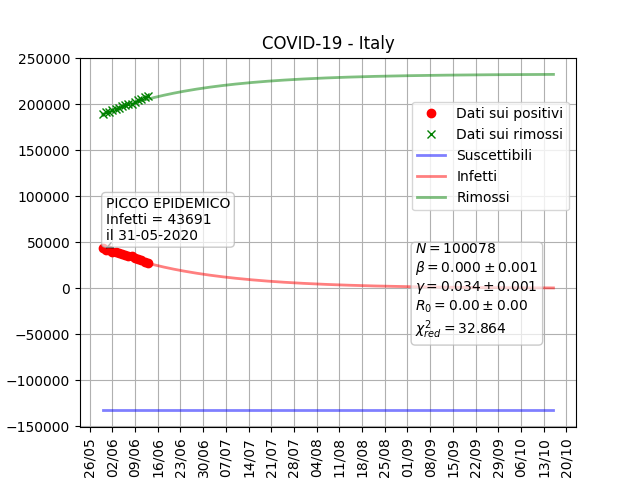 COVID-19 - Italy
250000
200000
150000
100000
50000
0
−50000
−100000
−150000
Dati sui positivi
Dati sui rimossi
Suscettibili
Infetti
Rimossi
PICCO EPIDEMICO
Infetti = 43691
il 31-05-2020
N = 100078
β = 0.000 ± 0.001
γ = 0.034 ± 0.001
R₀ = 0.00 ± 0.00
χ²red = 32.864
26/05
02/06
09/06
16/06
23/06
30/06
07/07
14/07
21/07
28/07
04/08
11/08
18/08
25/08
01/09
08/09
15/09
22/09
29/09
06/10
13/10
20/10